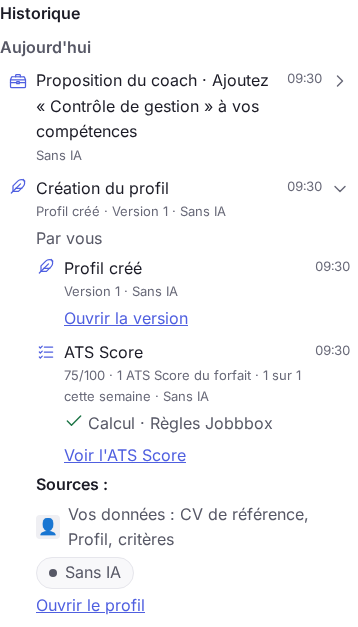 Historique
Aujourd'hui
Proposition du coach · Ajoutez 09:30
« Contrôle de gestion » à vos
compétences
Sans IA
Création du profil 09:30
Profil créé · Version 1 · Sans IA
Par vous
Profil créé 09:30
Version 1 · Sans IA
Ouvrir la version
ATS Score 09:30
75/100 · 1 ATS Score du forfait · 1 sur 1
cette semaine · Sans IA
Calcul · Règles Jobbbox
Voir l'ATS Score
Sources :
Vos données : CV de référence,
Profil, critères
Sans IA
Ouvrir le profil